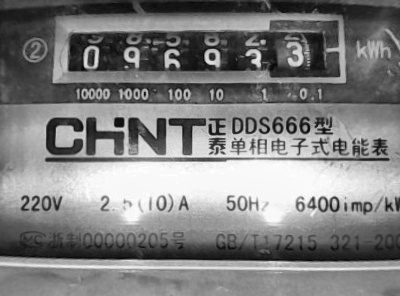 ② 0 9 6 9 3 3 kWh
10000 1000 100 10 1 0.1
CHINT 正泰 DDS666型
单相电子式电能表
220V 2.5(10)A 50Hz 6400imp/kW
浙制00000205号 GB/T17215 321-200